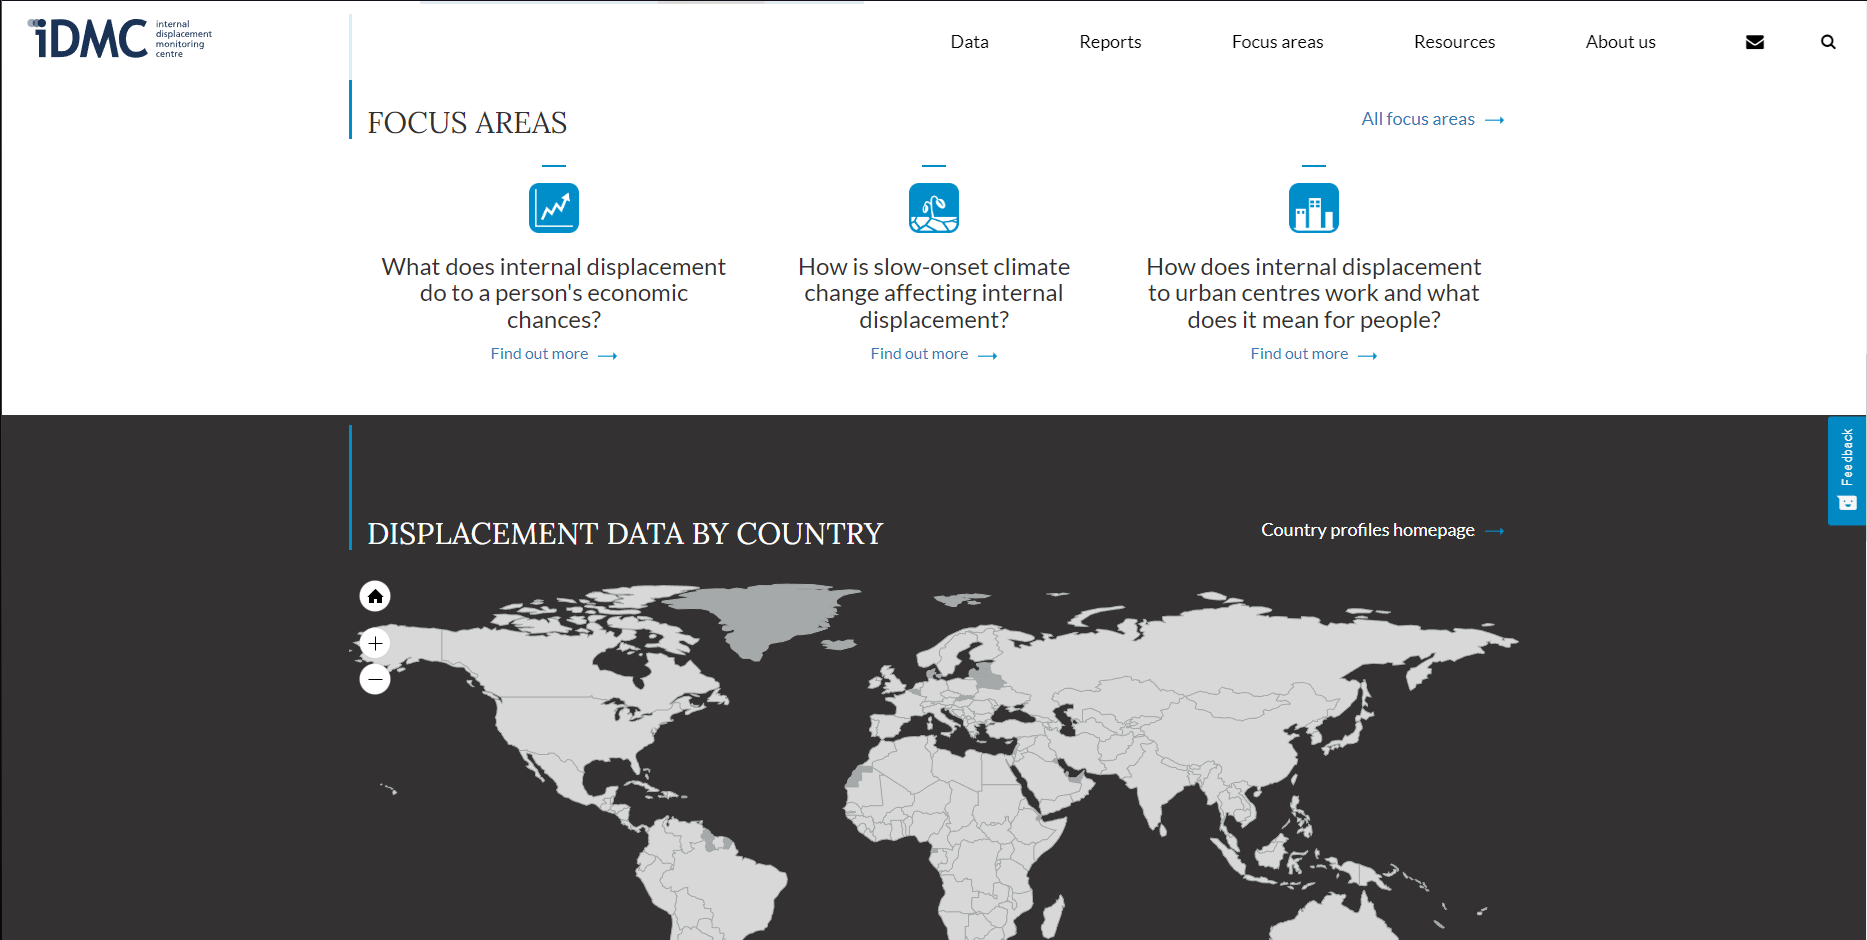 iDMC
internal
displacement
monitoring
centre
Data
Reports
Focus areas
Resources
About us
FOCUS AREAS
All focus areas
What does internal displacement
do to a person's economic
chances?
Find out more
How is slow-onset climate
change affecting internal
displacement?
Find out more
How does internal displacement
to urban centres work and what
does it mean for people?
Find out more
Feedback
DISPLACEMENT DATA BY COUNTRY
Country profiles homepage